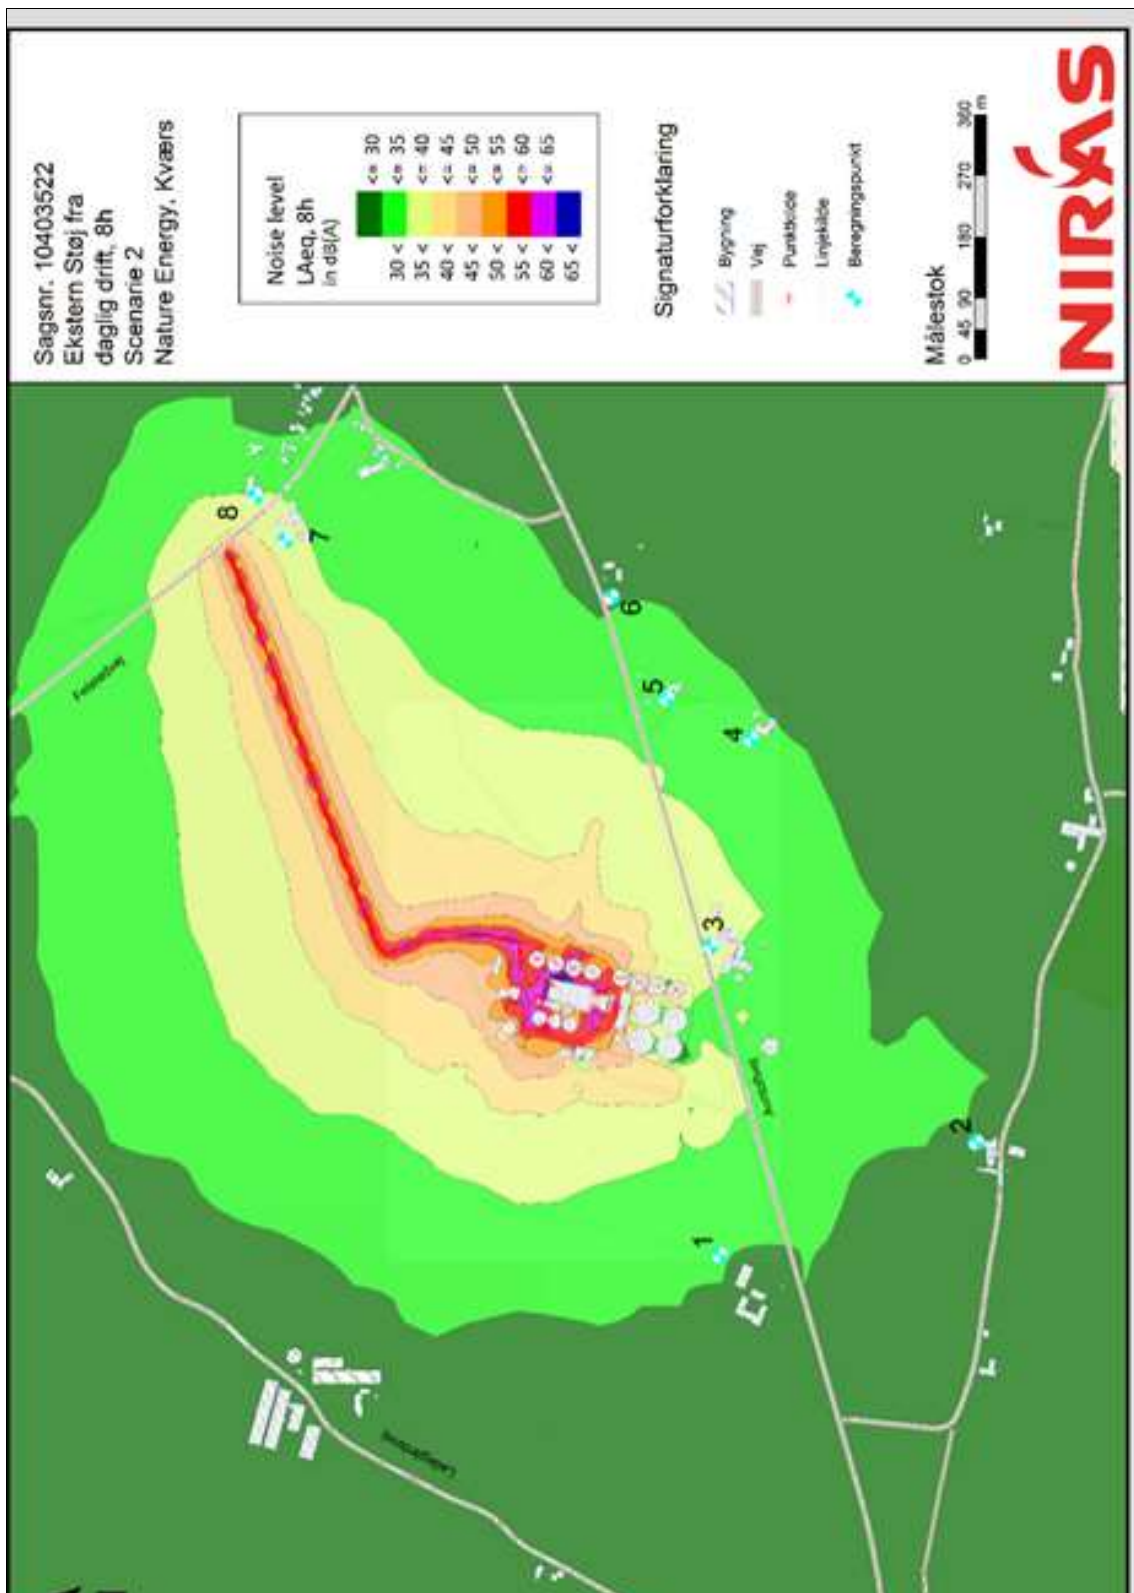 Sagsnr. 10403522
Ekstern Støj fra
daglig drift, 8h
Scenarie 2
Nature Energy, Kværs
Noise level
LAeq, 8h
in dB(A)
<= 30
30 < <= 35
35 < <= 40
40 < <= 45
45 < <= 50
50 < <= 55
55 < <= 60
60 < <= 65
65 <
Signaturforklaring
Bygning
Vej
Punktkilde
Linjekilde
Beregningspunkt
Målestok
0 45 90 180 270 360
m
NIRAS
8
7
6
5
4
3
2
1